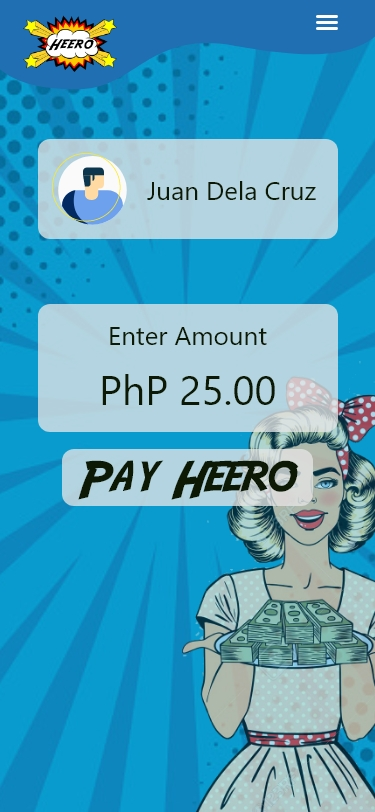 HEERO
Juan Dela Cruz
Enter Amount
PhP 25.00
PAY HEERO